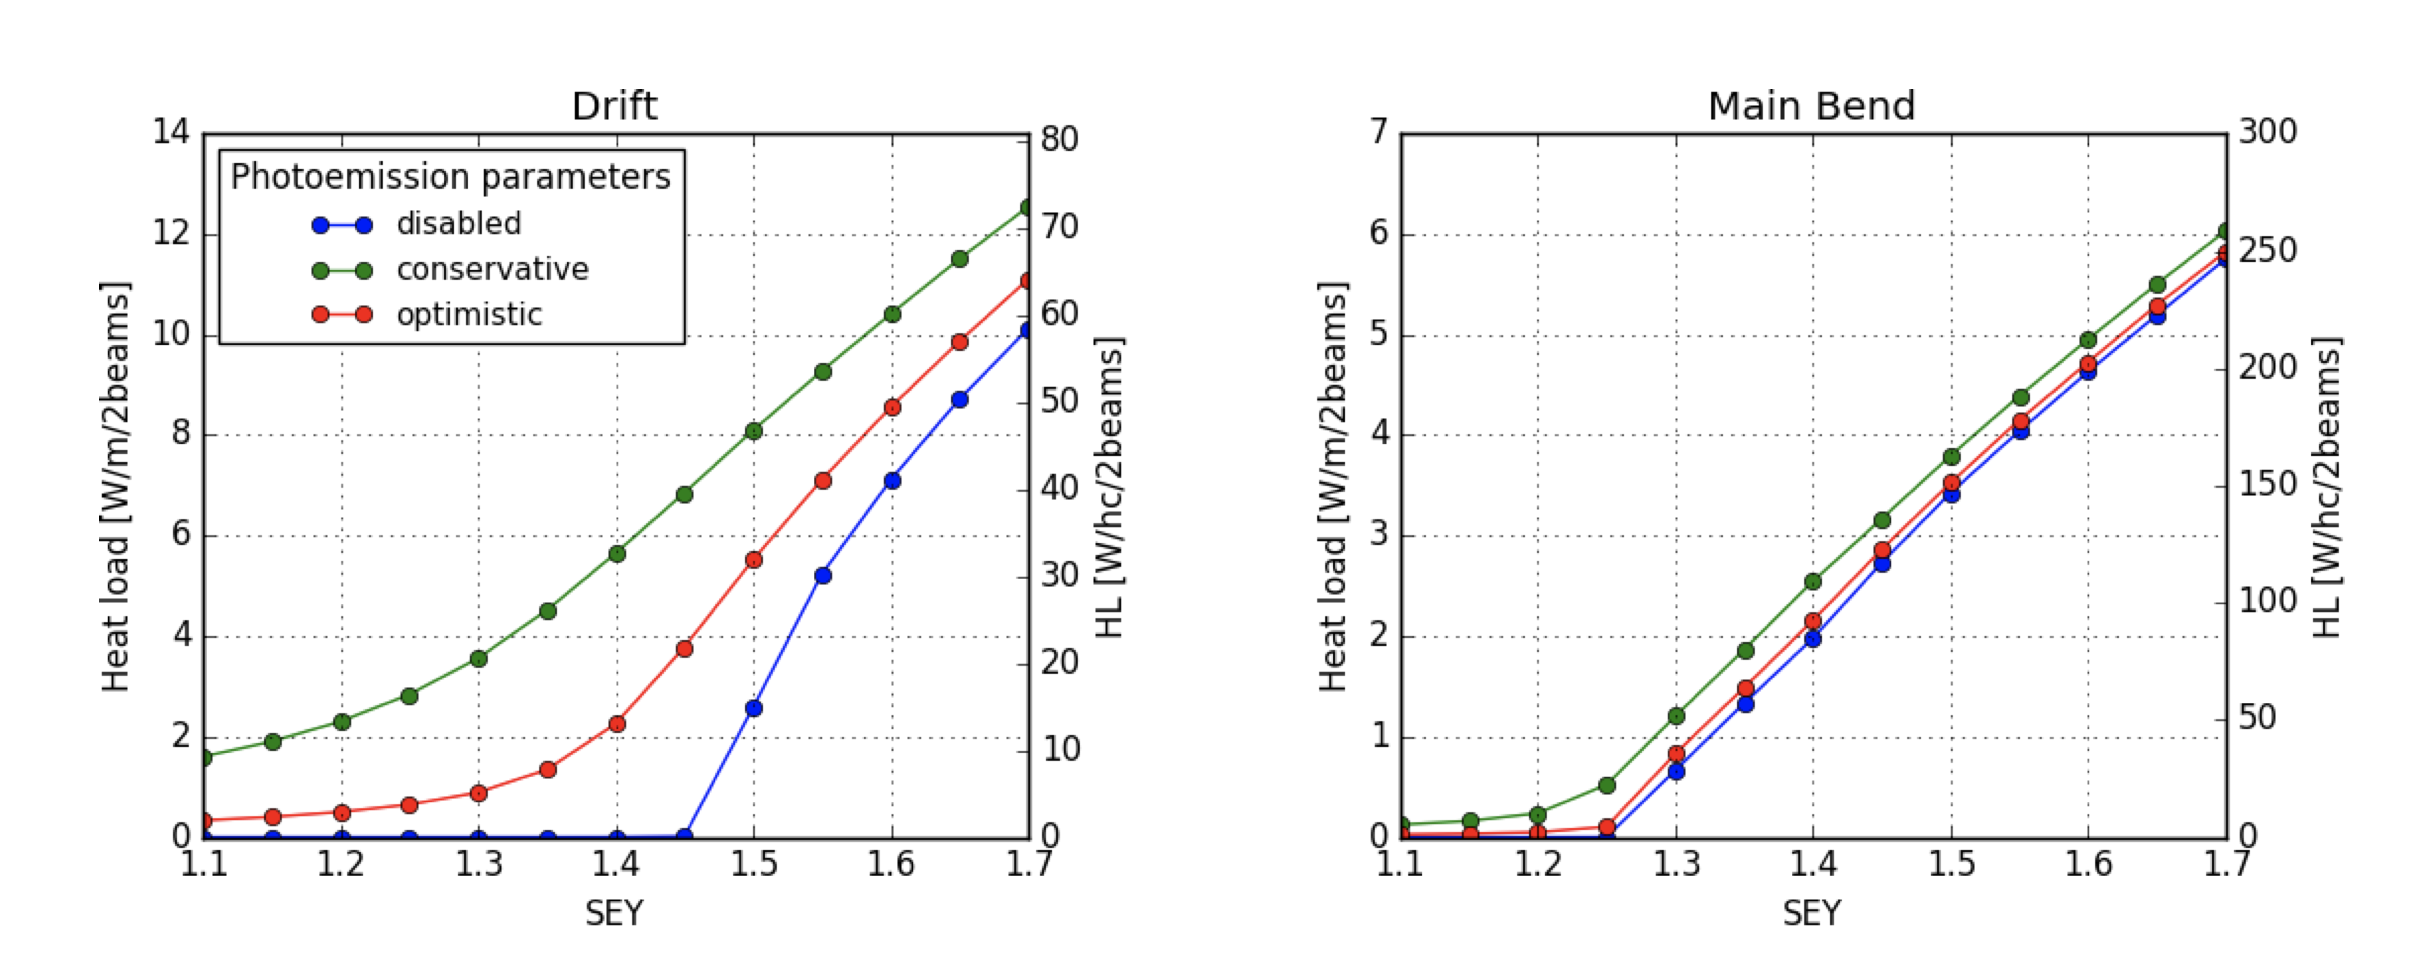 Drift
14
12
10
8
6
4
2
0
Heat load [W/m/2beams]
Photoemission parameters
disabled
conservative
optimistic
80
70
60
50
40
30
20
10
0
HL [W/hc/2beams]
1.1 1.2 1.3 1.4 1.5 1.6 1.7
SEY
Main Bend
7
6
5
4
3
2
1
0
Heat load [W/m/2beams]
300
250
200
150
100
50
0
HL [W/hc/2beams]
1.1 1.2 1.3 1.4 1.5 1.6 1.7
SEY